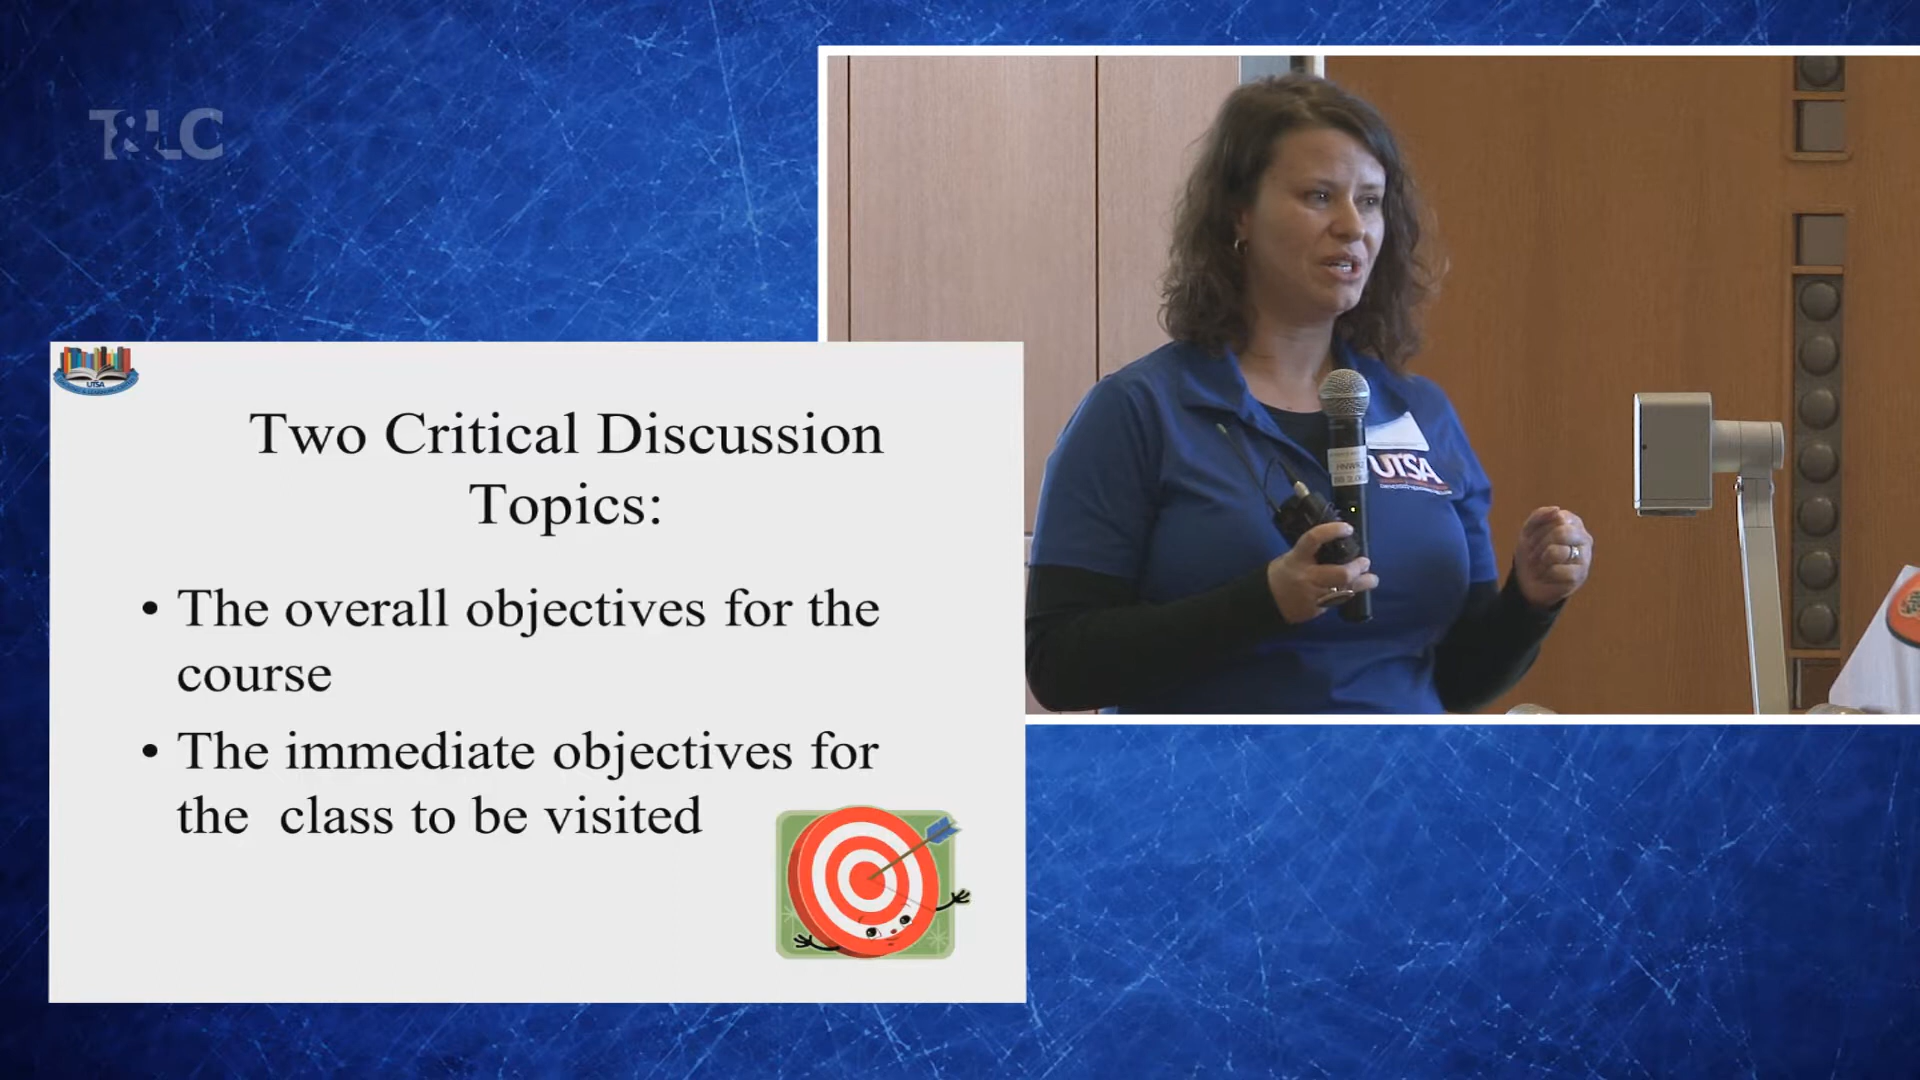 T&LC
UTSA
Two Critical Discussion
Topics:
• The overall objectives for the
course
• The immediate objectives for
the class to be visited
UTSA